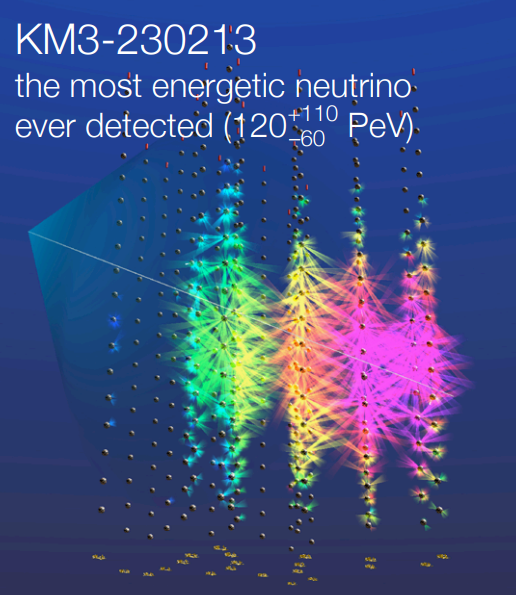 KM3-230213
the most energetic neutrino
ever detected (120+110−60 PeV)